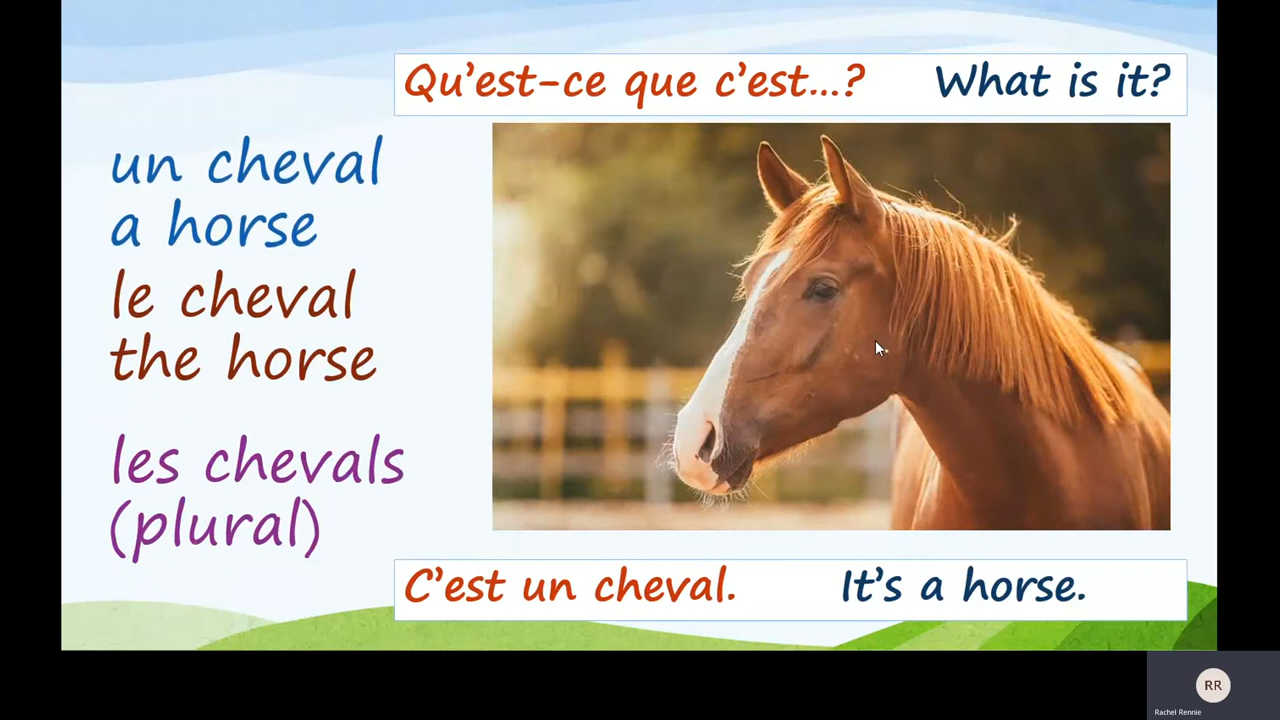 Qu'est-ce que c'est...? What is it?
un cheval
a horse
le cheval
the horse
les chevals
(plural)
C'est un cheval. It's a horse.
RR
Rachel Rennie